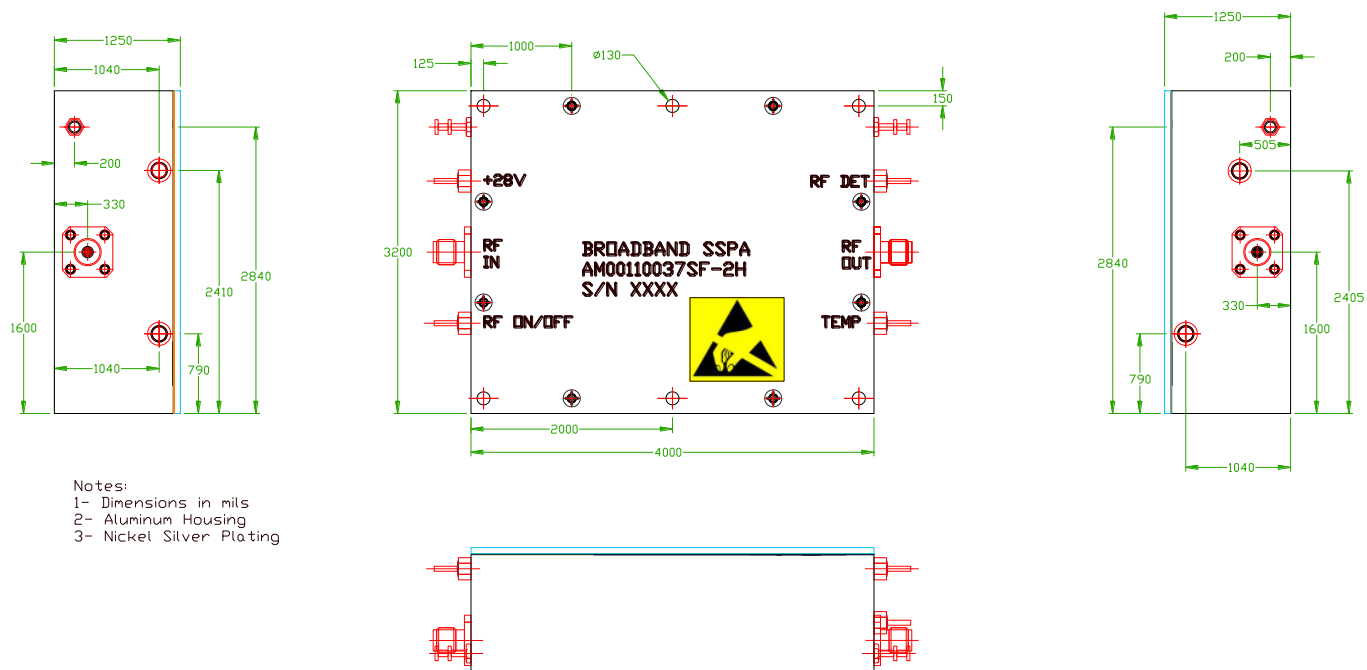 1250
1040
200
330
1600
1040
790
2410
2840
1000
125
ø130
150
3200
+28V
RF DET
RF
IN
BROADBAND SSPA
AM00110037SF-2H
S/N XXXX
RF
OUT
RF ON/OFF
TEMP
2000
4000
1250
200
505
2840
330
2405
1600
790
1040
Notes:
1- Dimensions in mils
2- Aluminum Housing
3- Nickel Silver Plating